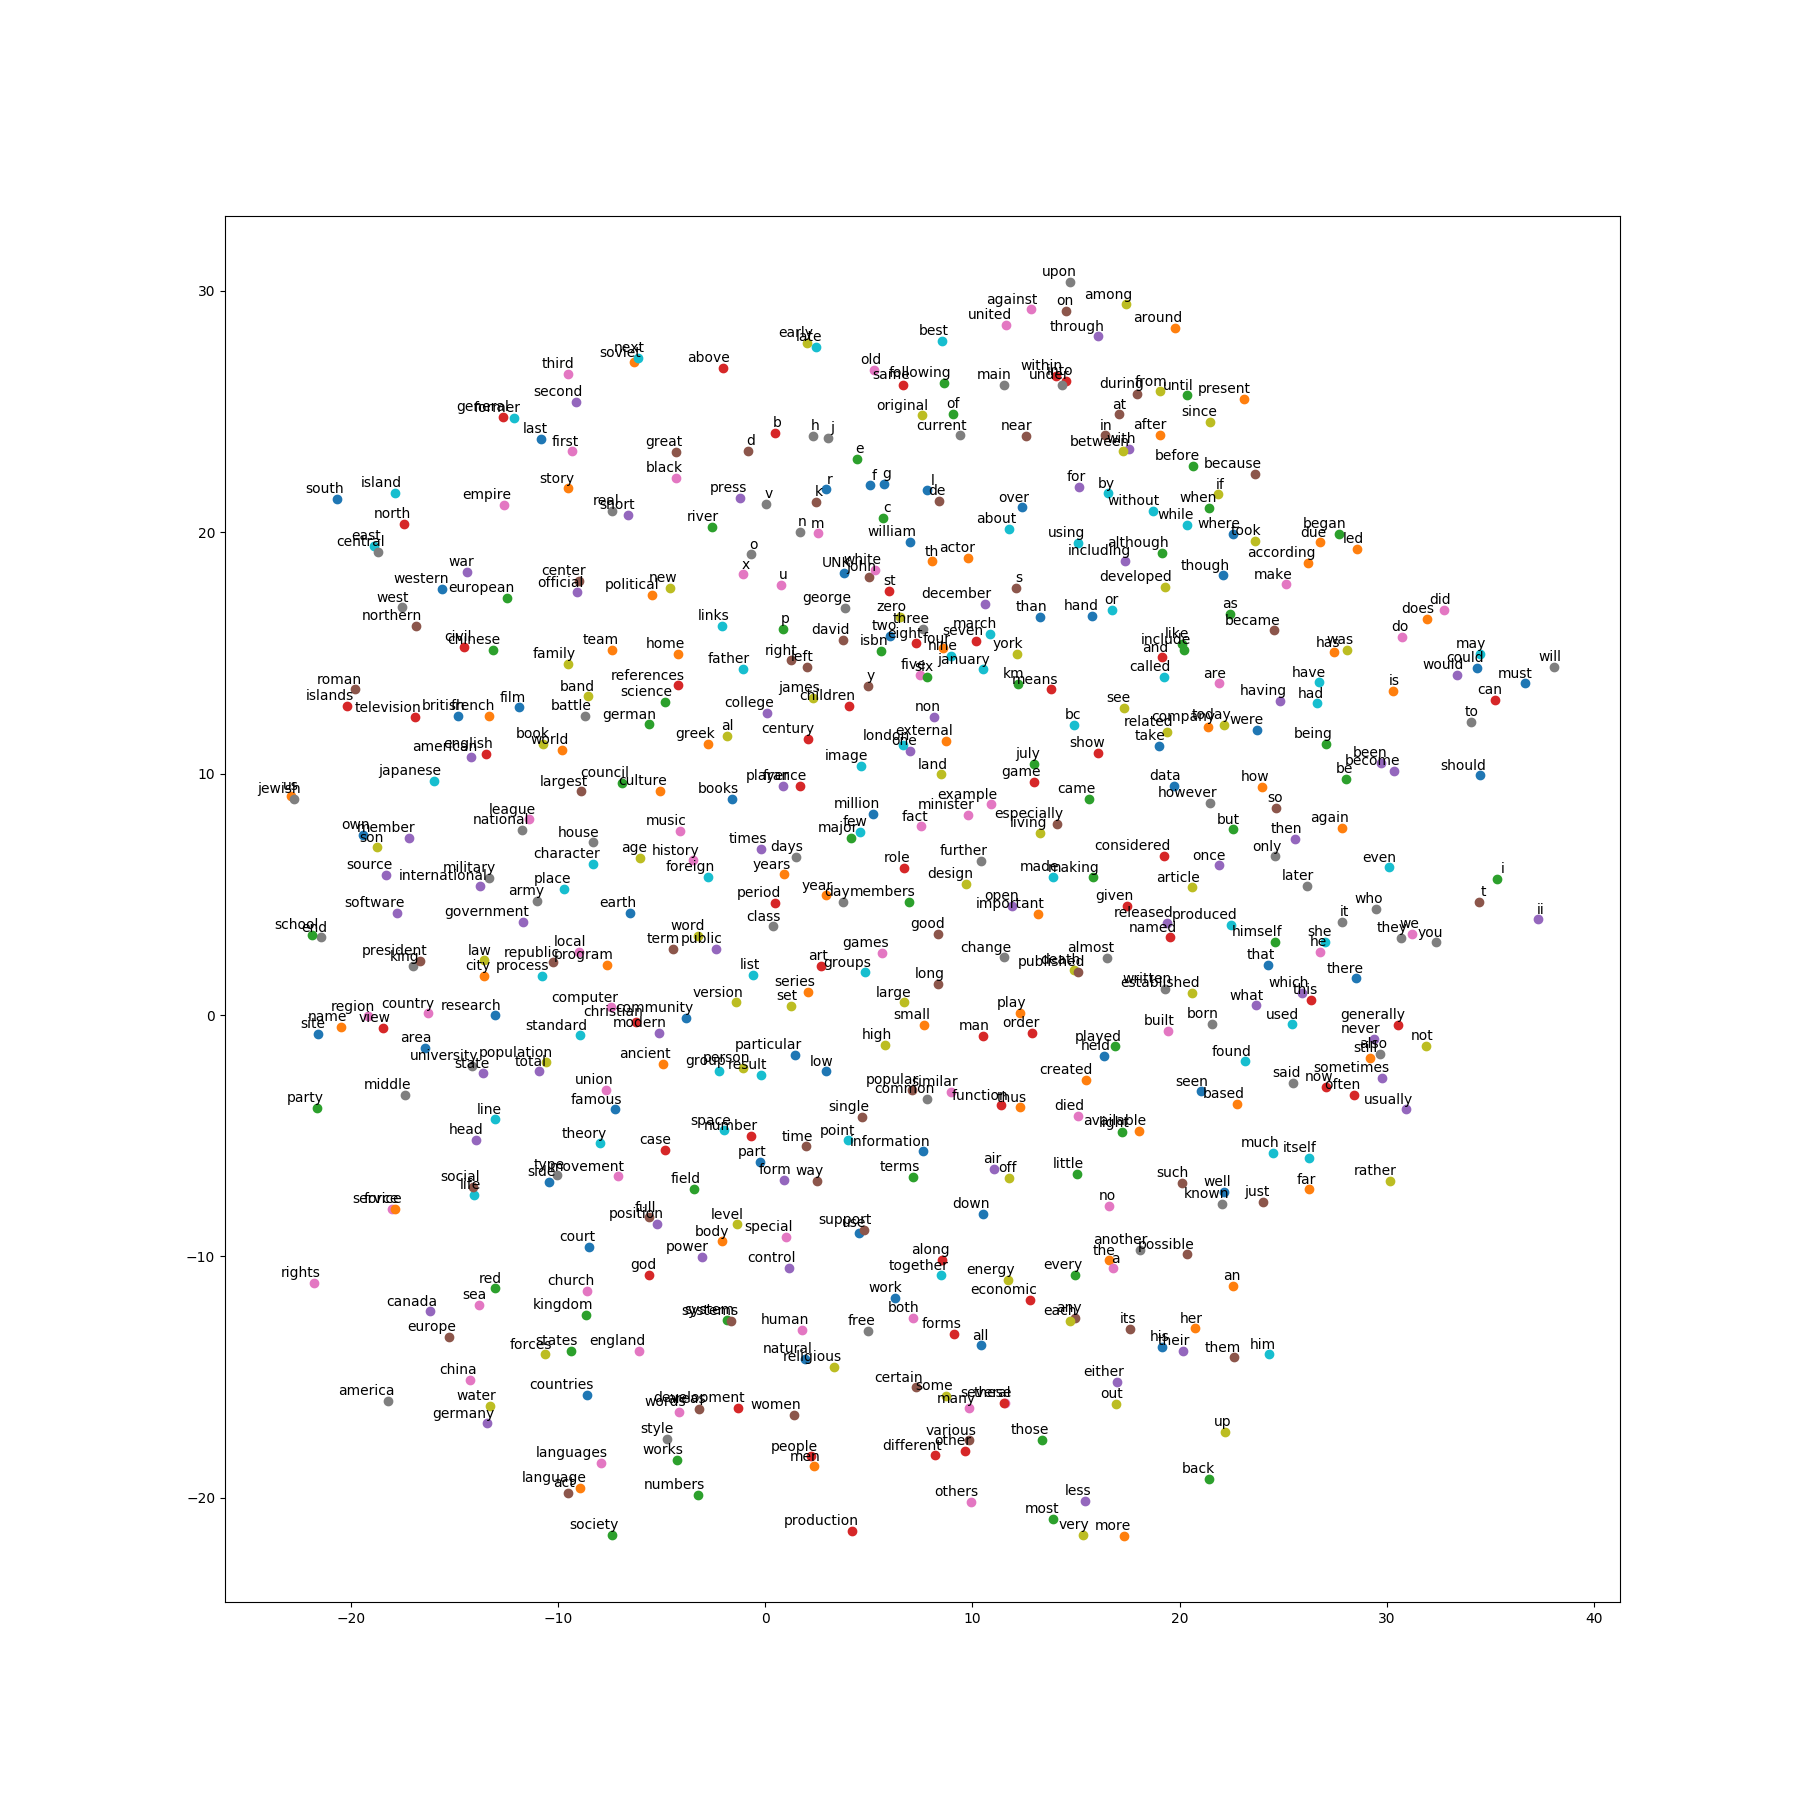 upon
among
against
on
united
around
through
early
late
best
next
soviet
above
third
old
within
into
same
following
main
under
during
from
until
present
second
general
former
original
of
at
since
last
b
h
j
current
near
in
after
first
great
d
between
with
e
before
because
black
story
r
f
g
l
for
south
island
empire
real
short
press
v
k
de
over
by
if
without
when
north
river
n
m
c
about
while
where
took
began
due
led
east
central
o
william
using
although
including
according
war
center
x
UNK
white
john
th
actor
though
western
european
official
political
new
u
st
s
developed
make
west
george
zero
december
than
hand
or
as
did
northern
links
p
three
does
civil
chinese
team
home
david
two
eight
isbn
four
seven
march
york
like
include
and
became
has
was
do
may
family
father
right
left
nine
january
called
could
would
will
roman
references
science
y
five
six
km
means
are
have
is
must
islands
band
james
children
having
had
can
television
british
french
film
battle
german
college
non
bc
see
to
american
english
book
world
greek
al
century
london
one
external
related
company
today
were
take
being
japanese
image
july
show
been
become
jewish
us
largest
council
culture
books
player
france
land
game
data
how
be
should
league
national
million
minister
example
came
however
so
house
music
major
few
fact
especially
living
but
again
own
member
son
times
then
character
age
history
days
role
further
considered
once
only
source
military
international
place
foreign
years
design
made
making
article
later
even
i
army
year
day
members
open
important
given
t
software
government
earth
period
class
released
produced
who
ii
school
end
word
good
named
himself
she
it
they
we
you
president
king
law
republic
local
program
term
public
games
change
almost
he
city
process
list
art
groups
published
death
that
there
region
country
research
computer
version
series
set
large
long
written
established
which
this
name
site
view
standard
christian
community
modern
small
play
man
order
built
born
what
used
generally
area
particular
high
played
held
never
also
still
not
university
state
population
total
ancient
group
person
result
low
found
middle
union
popular
common
similar
function
thus
created
seen
based
said
now
sometimes
often
usually
party
line
famous
single
died
available
light
head
theory
case
space
number
time
point
information
much
itself
social
life
side
type
movement
field
part
form
way
terms
air
off
little
such
well
known
just
far
rather
service
force
full
position
level
special
support
use
down
no
court
body
power
control
along
together
another
the
a
possible
rights
red
church
god
energy
every
an
canada
sea
kingdom
work
economic
europe
system
systems
human
free
both
forms
any
each
its
her
forces
states
england
all
his
their
them
him
china
natural
religious
america
water
countries
certain
some
either
germany
words
areas
development
women
many
several
these
out
style
various
those
up
languages
works
people
men
different
other
language
act
numbers
others
less
back
society
production
most
very
more
30
20
10
0
−10
−20
−20
−10
0
10
20
30
40